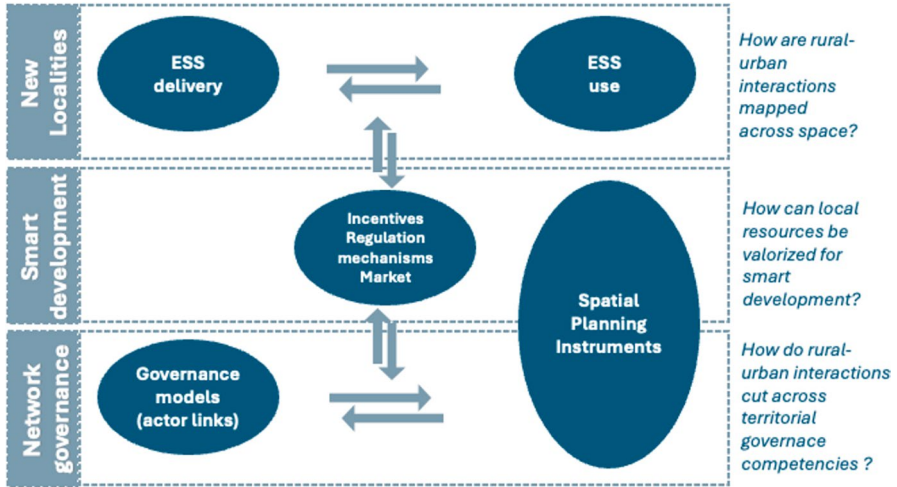 New
Localities
ESS
delivery
ESS
use
How are rural-
urban
interactions
mapped
across space?
Smart
development
Incentives
Regulation
mechanisms
Market
Spatial
Planning
Instruments
How can local
resources be
valorized for
smart
development?
Network
governance
Governance
models
(actor links)
How do rural-
urban interactions
cut across
territorial
governace
competencies ?